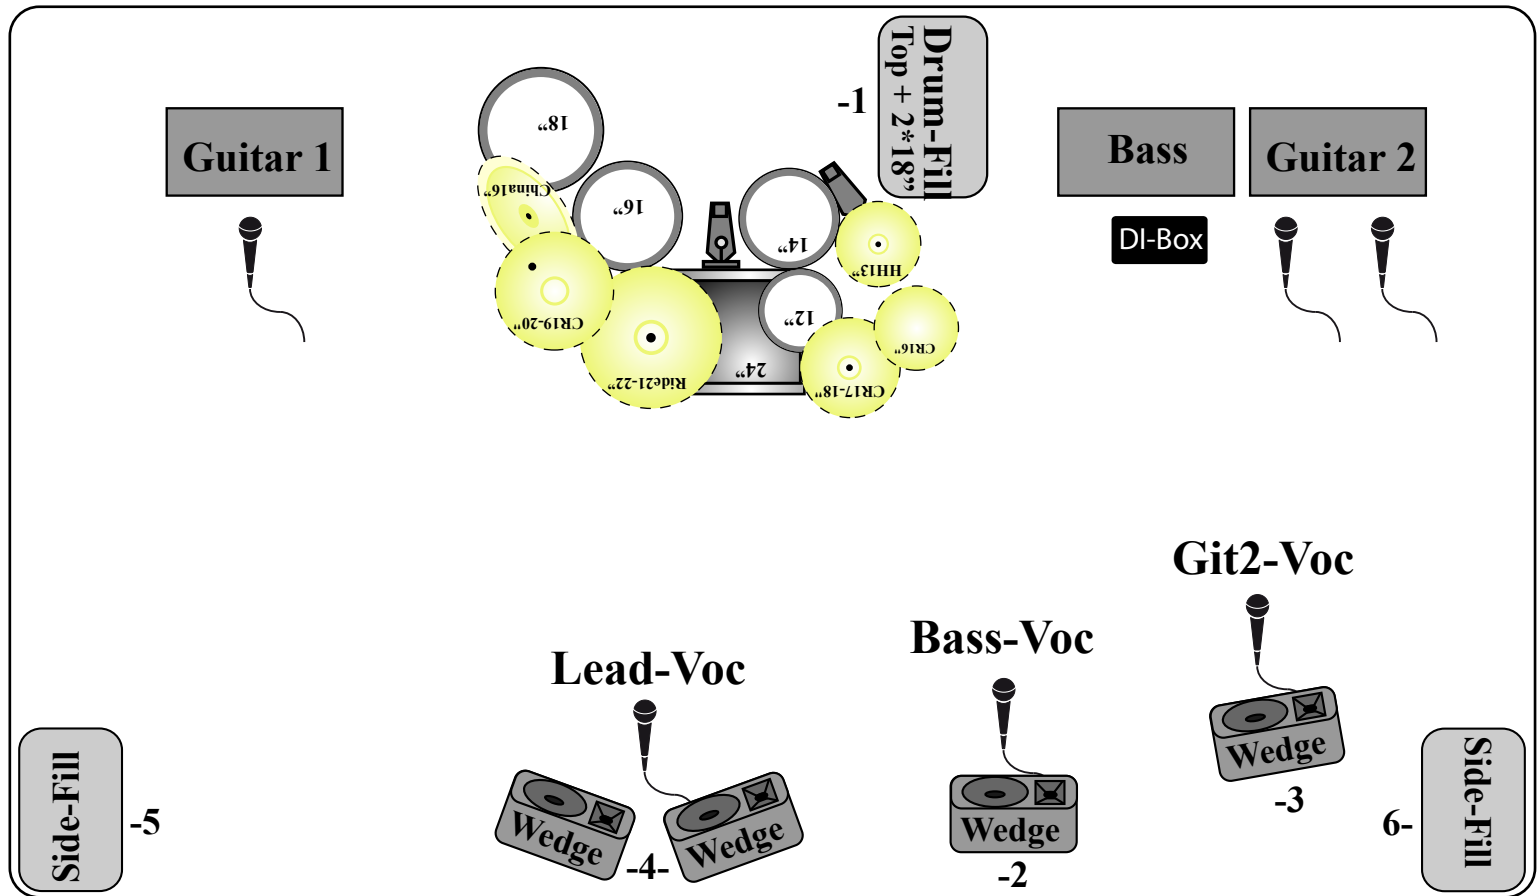 Drum-Fill
Top + 2*18”
-1
Guitar 1
Bass
Guitar 2
DI-Box
18”
China16”
16”
14”
HH13”
CR19-20”
12”
CR16”
Ride21-22”
24”
CR17-18”
Git2-Voc
Bass-Voc
Lead-Voc
Wedge
-3
Side-Fill
-5
Wedge
-4-
Wedge
Wedge
-2
6-
Side-Fill